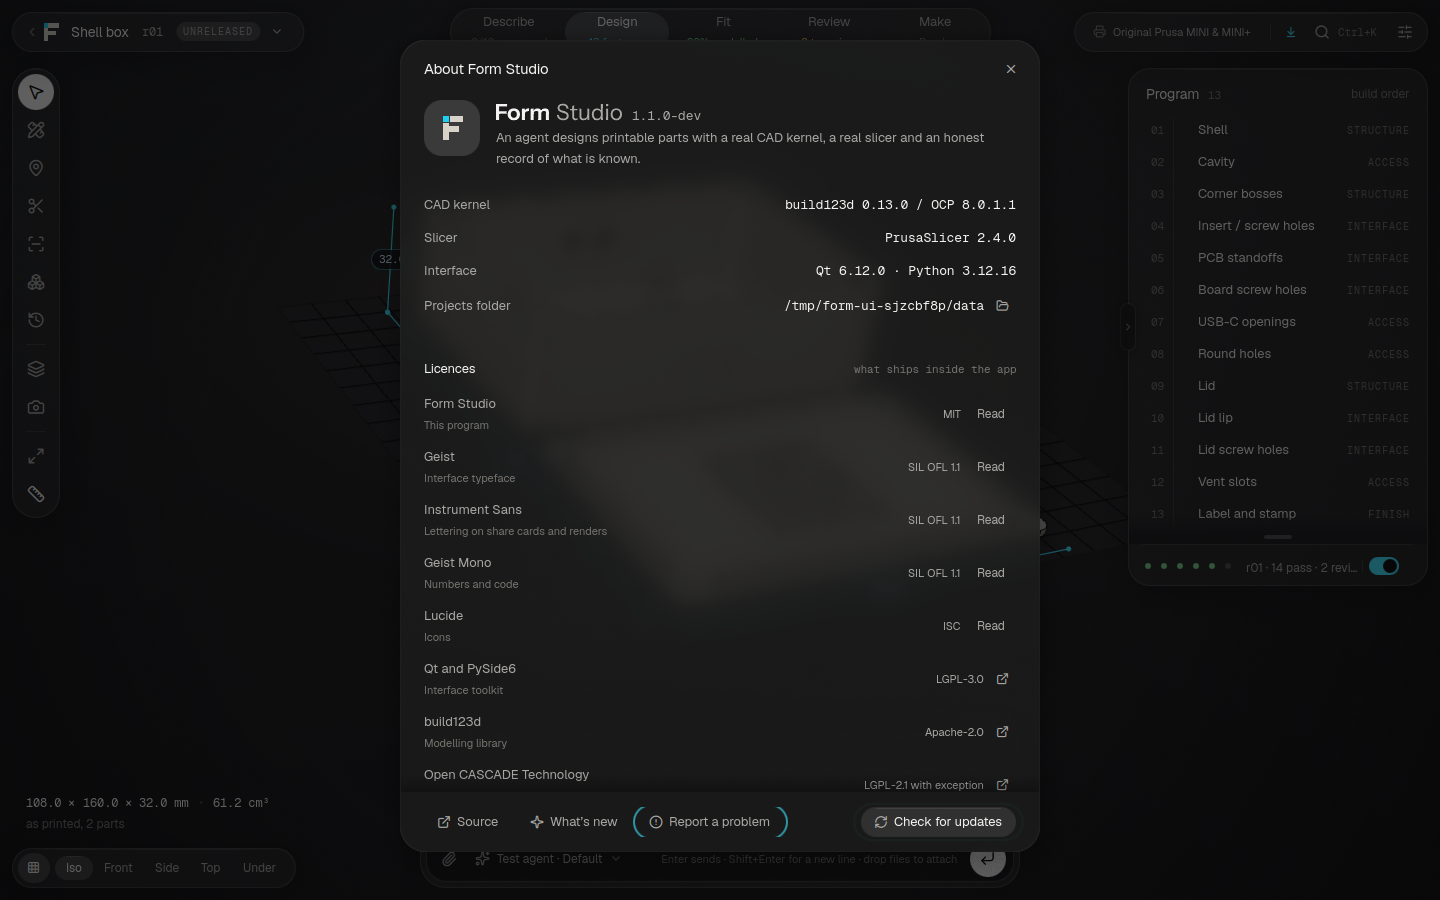 Shell box r01 UNRELEASED
Describe Design Fit Review Make
Original Prusa MINI & MINI+ Ctrl+K
About Form Studio
Form Studio 1.1.0-dev
An agent designs printable parts with a real CAD kernel, a real slicer and an honest
record of what is known.
CAD kernel build123d 0.13.0 / OCP 8.0.1.1
Slicer PrusaSlicer 2.4.0
Interface Qt 6.12.0 · Python 3.12.16
Projects folder /tmp/form-ui-sjzcbf8p/data
Licences what ships inside the app
Form Studio MIT Read
This program
Geist SIL OFL 1.1 Read
Interface typeface
Instrument Sans SIL OFL 1.1 Read
Lettering on share cards and renders
Geist Mono SIL OFL 1.1 Read
Numbers and code
Lucide ISC Read
Icons
Qt and PySide6 LGPL-3.0
Interface toolkit
build123d Apache-2.0
Modelling library
Open CASCADE Technology LGPL-2.1 with exception
Source What's new Report a problem Check for updates
Program 13 build order
01 Shell STRUCTURE
02 Cavity ACCESS
03 Corner bosses STRUCTURE
04 Insert / screw holes INTERFACE
05 PCB standoffs INTERFACE
06 Board screw holes INTERFACE
07 USB-C openings ACCESS
08 Round holes ACCESS
09 Lid STRUCTURE
10 Lid lip INTERFACE
11 Lid screw holes INTERFACE
12 Vent slots ACCESS
13 Label and stamp FINISH
r01 · 14 pass · 2 revi...
32.
108.0 × 160.0 × 32.0 mm · 61.2 cm³
as printed, 2 parts
Iso Front Side Top Under
Test agent · Default Enter sends · Shift+Enter for a new line · drop files to attach